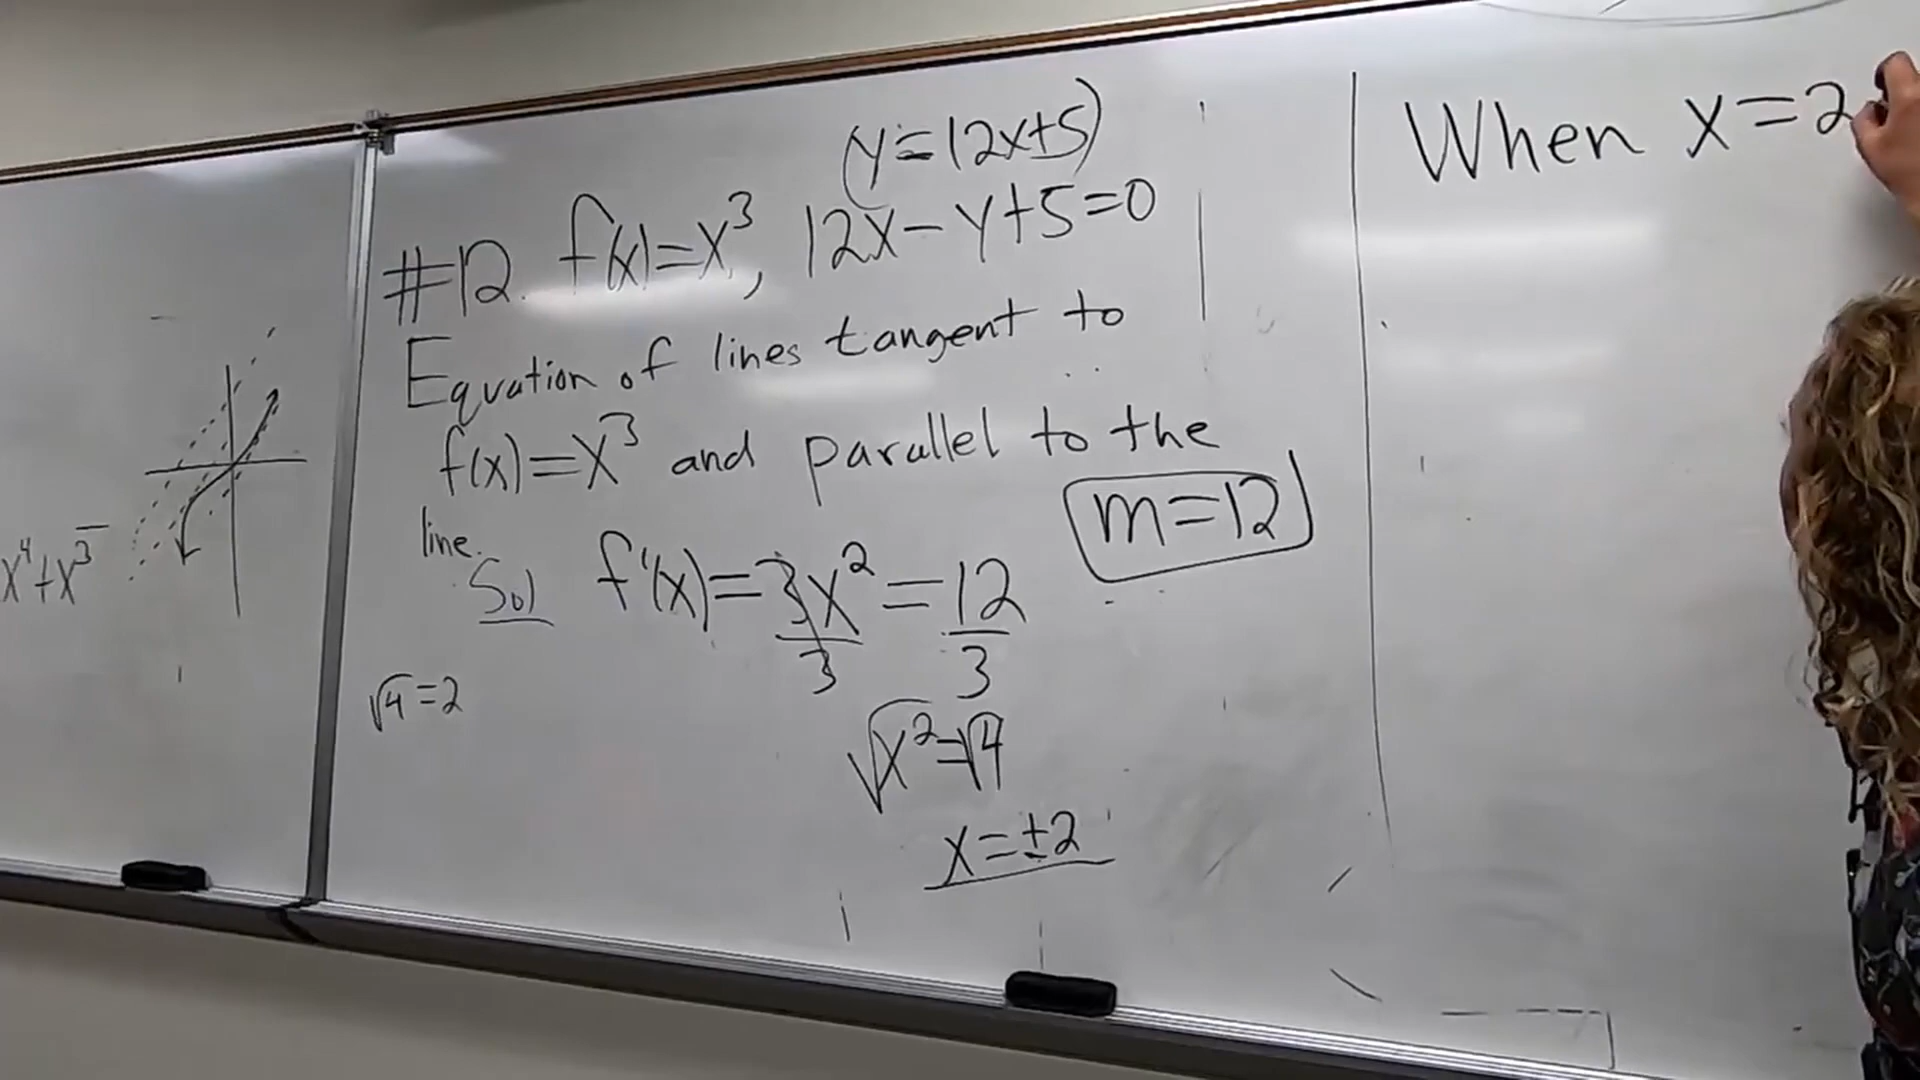 (y=12x+5)
#12. f(x)=x³, 12x-y+5=0
Equation of lines tangent to
f(x)=x³ and parallel to the
line.
m=12
Sol f'(x)=3x²=12
3 3
√4=2
√x²=√4
x=±2
x⁴+x³
When x=2